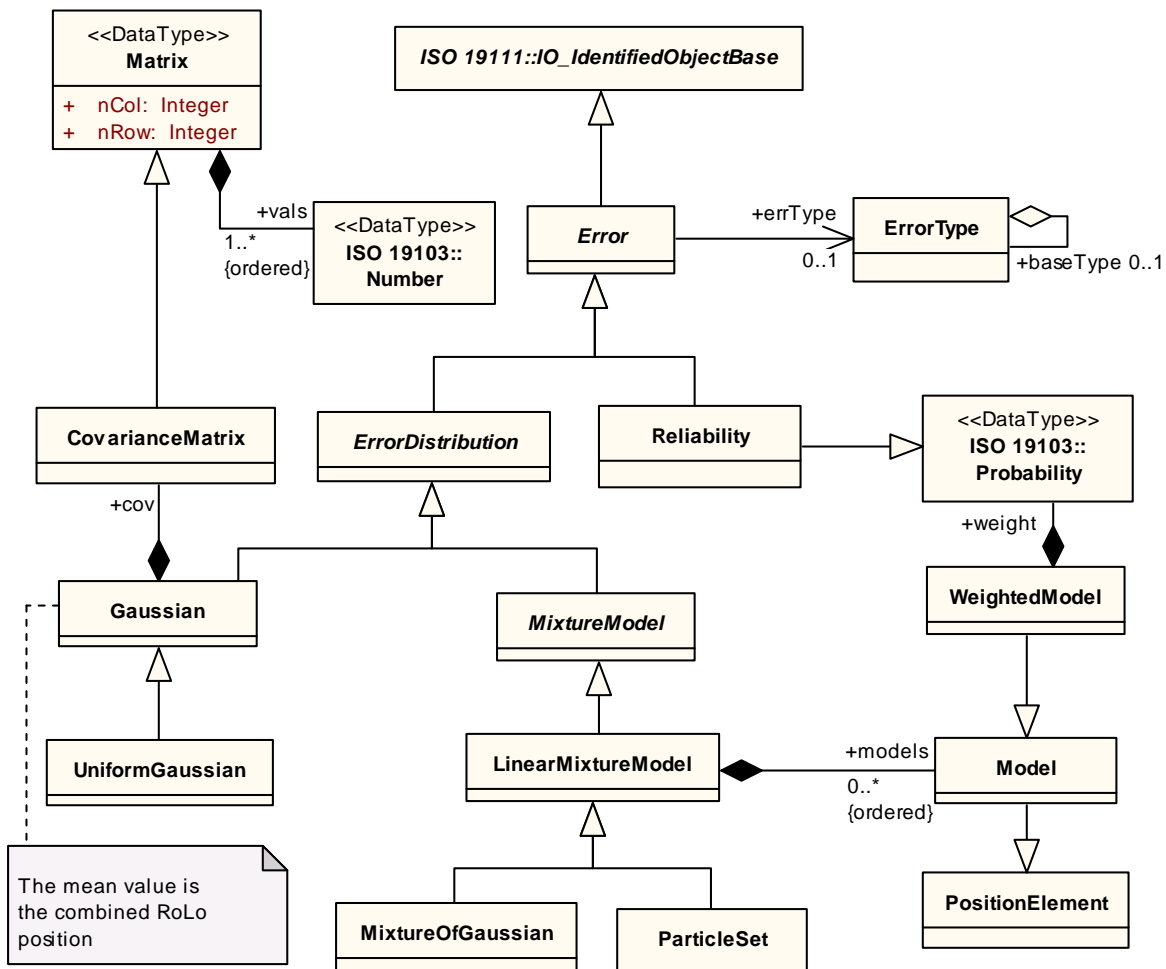 <<DataType>>
Matrix
+ nCol: Integer
+ nRow: Integer
ISO 19111::IO_IdentifiedObjectBase
+vals
1..*
{ordered}
<<DataType>>
ISO 19103::
Number
Error
+errType
0..1
ErrorType
+baseType 0..1
CovarianceMatrix
ErrorDistribution
Reliability
<<DataType>>
ISO 19103::
Probability
+cov
+weight
Gaussian
MixtureModel
WeightedModel
UniformGaussian
LinearMixtureModel
+models
0..*
{ordered}
Model
The mean value is
the combined RoLo
position
MixtureOfGaussian
ParticleSet
PositionElement